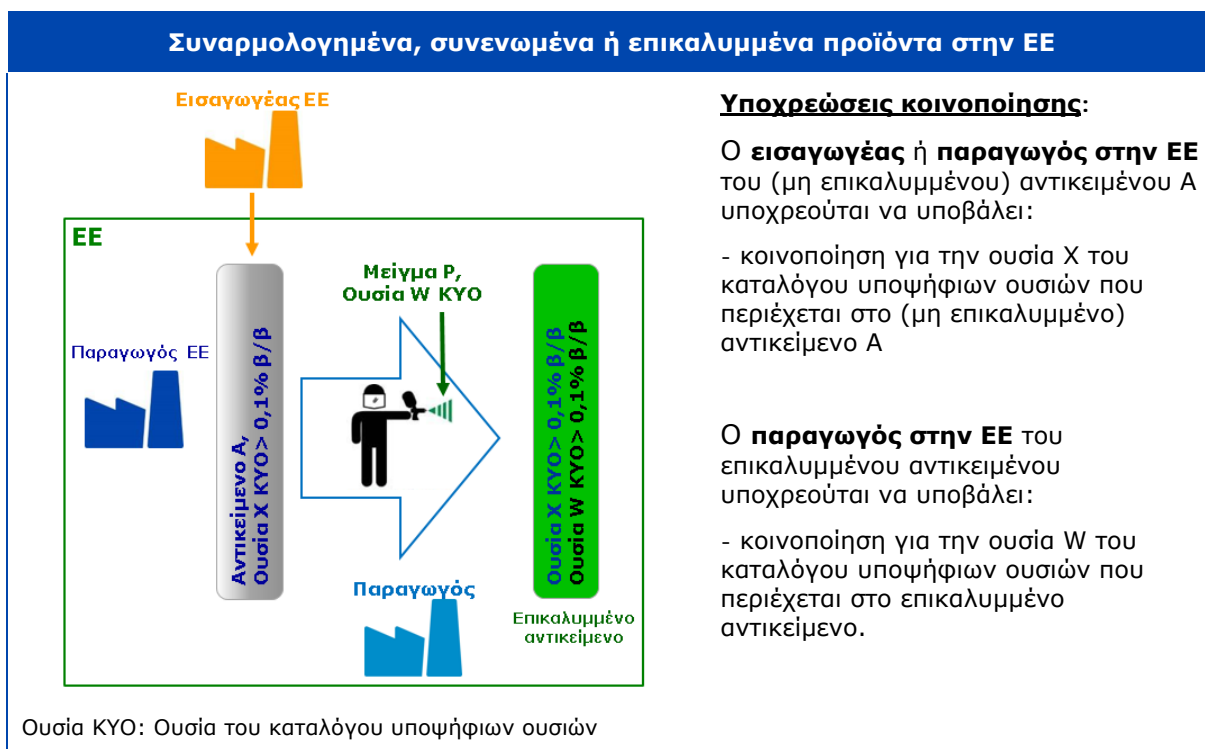 Συναρμολογημένα, συνενωμένα ή επικαλυμμένα προϊόντα στην ΕΕ
Εισαγωγέας ΕΕ
ΕΕ
Μείγμα P,
Ουσία W ΚΥΟ
Παραγωγός ΕΕ
Αντικείμενο Α,
Ουσία X ΚΥΟ> 0,1% β/β
Ουσία X ΚΥΟ> 0,1% β/β
Ουσία W ΚΥΟ> 0,1% β/β
Παραγωγός
Επικαλυμμένο
αντικείμενο
Ουσία ΚΥΟ: Ουσία του καταλόγου υποψήφιων ουσιών
Υποχρεώσεις κοινοποίησης:
Ο εισαγωγέας ή παραγωγός στην ΕΕ
του (μη επικαλυμμένου) αντικειμένου Α
υποχρεούται να υποβάλει:
- κοινοποίηση για την ουσία X του
καταλόγου υποψήφιων ουσιών που
περιέχεται στο (μη επικαλυμμένο)
αντικείμενο Α
Ο παραγωγός στην ΕΕ του
επικαλυμμένου αντικειμένου
υποχρεούται να υποβάλει:
- κοινοποίηση για την ουσία W του
καταλόγου υποψήφιων ουσιών που
περιέχεται στο επικαλυμμένο
αντικείμενο.